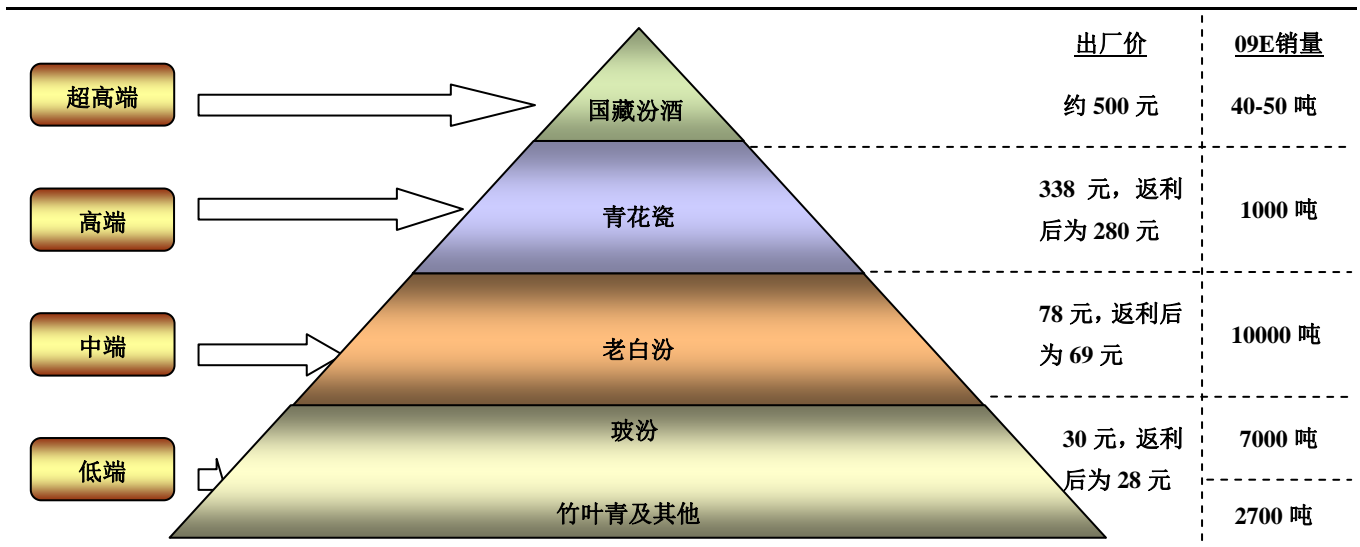 出厂价
09E销量
超高端
国藏汾酒
约 500 元
40-50 吨
高端
青花瓷
338 元，返利
后为 280 元
1000 吨
中端
老白汾
78 元，返利后
为 69 元
10000 吨
低端
玻汾
30 元，返利
后为 28 元
7000 吨
竹叶青及其他
2700 吨